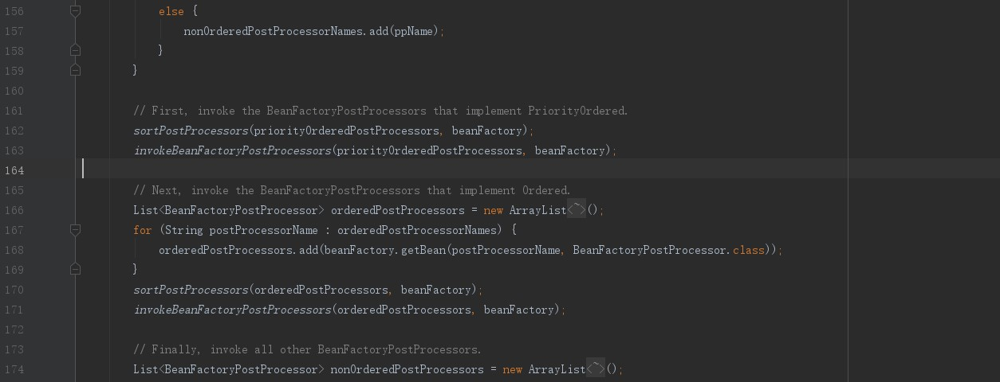 156 else {
157 nonOrderedPostProcessorNames.add(ppName);
158 }
159 }
160
161 // First, invoke the BeanFactoryPostProcessors that implement PriorityOrdered.
162 sortPostProcessors(priorityOrderedPostProcessors, beanFactory);
163 invokeBeanFactoryPostProcessors(priorityOrderedPostProcessors, beanFactory);
164
165 // Next, invoke the BeanFactoryPostProcessors that implement Ordered.
166 List<BeanFactoryPostProcessor> orderedPostProcessors = new ArrayList<~>();
167 for (String postProcessorName : orderedPostProcessorNames) {
168 orderedPostProcessors.add(beanFactory.getBean(postProcessorName, BeanFactoryPostProcessor.class));
169 }
170 sortPostProcessors(orderedPostProcessors, beanFactory);
171 invokeBeanFactoryPostProcessors(orderedPostProcessors, beanFactory);
172
173 // Finally, invoke all other BeanFactoryPostProcessors.
174 List<BeanFactoryPostProcessor> nonOrderedPostProcessors = new ArrayList<~>();